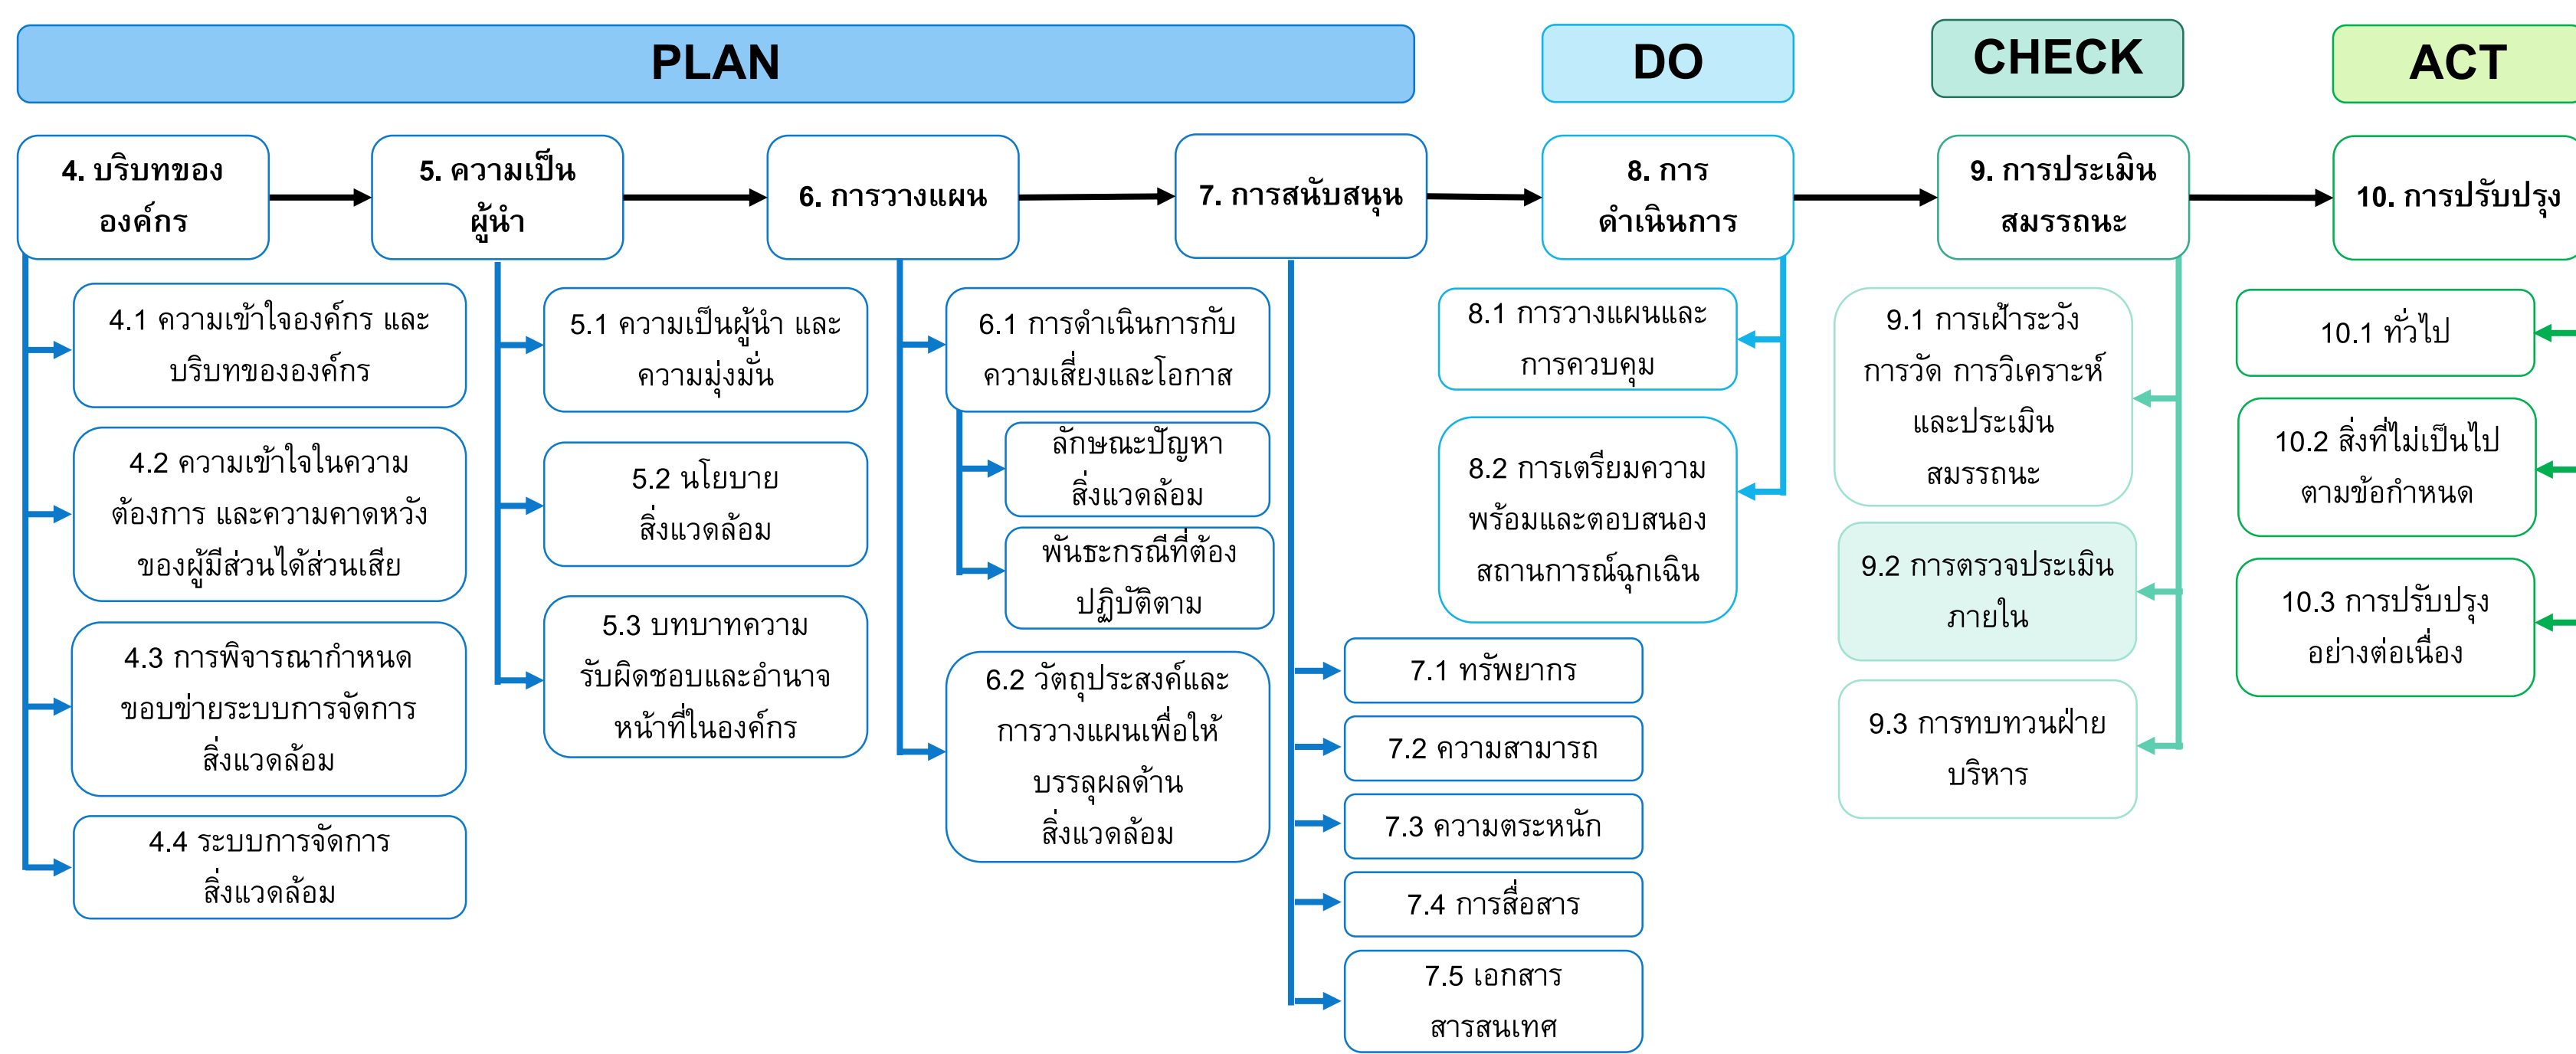 PLAN
DO
CHECK
ACT
4. บริบทของ
องค์กร
5. ความเป็น
ผู้นำ
6. การวางแผน
7. การสนับสนุน
8. การ
ดำเนินการ
9. การประเมิน
สมรรถนะ
10. การปรับปรุง
4.1 ความเข้าใจองค์กร และ
บริบทขององค์กร
4.2 ความเข้าใจในความ
ต้องการ และความคาดหวัง
ของผู้มีส่วนได้ส่วนเสีย
4.3 การพิจารณากำหนด
ขอบข่ายระบบการจัดการ
สิ่งแวดล้อม
4.4 ระบบการจัดการ
สิ่งแวดล้อม
5.1 ความเป็นผู้นำ และ
ความมุ่งมั่น
5.2 นโยบาย
สิ่งแวดล้อม
5.3 บทบาทความ
รับผิดชอบและอำนาจ
หน้าที่ในองค์กร
6.1 การดำเนินการกับ
ความเสี่ยงและโอกาส
ลักษณะปัญหา
สิ่งแวดล้อม
พันธะกรณีที่ต้อง
ปฏิบัติตาม
6.2 วัตถุประสงค์และ
การวางแผนเพื่อให้
บรรลุผลด้าน
สิ่งแวดล้อม
7.1 ทรัพยากร
7.2 ความสามารถ
7.3 ความตระหนัก
7.4 การสื่อสาร
7.5 เอกสาร
สารสนเทศ
8.1 การวางแผนและ
การควบคุม
8.2 การเตรียมความ
พร้อมและตอบสนอง
สถานการณ์ฉุกเฉิน
9.1 การเฝ้าระวัง
การวัด การวิเคราะห์
และประเมิน
สมรรถนะ
9.2 การตรวจประเมิน
ภายใน
9.3 การทบทวนฝ่าย
บริหาร
10.1 ทั่วไป
10.2 สิ่งที่ไม่เป็นไป
ตามข้อกำหนด
10.3 การปรับปรุง
อย่างต่อเนื่อง